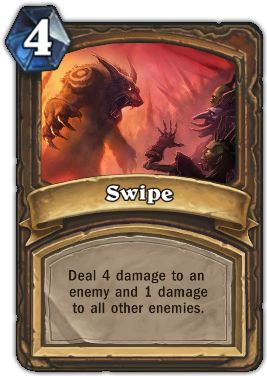 4
Swipe
Deal 4 damage to an
enemy and 1 damage
to all other enemies.